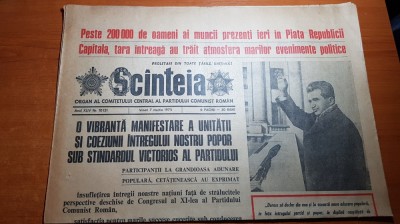 Peste 200 000 de oameni ai muncii prezenți ieri în Piața Republicii
Capitala, țara întreagă au trăit atmosfera marilor evenimente politice
PROLETARI DIN TOATE ȚĂRILE, UNIȚI-VĂ!
Scînteia
ORGAN AL COMITETULUI CENTRAL AL PARTIDULUI COMUNIST ROMÂN
O VIBRANTĂ MANIFESTARE A UNITĂȚII
ȘI COEZIUNII ÎNTREGULUI NOSTRU POPOR
SUB STINDARDUL VICTORIOS AL PARTIDULUI
PARTICIPANȚII LA GRANDIOASA ADUNARE
POPULARĂ, CETĂȚENEASCĂ AU EXPRIMAT
Însuflețirea întregii noastre națiuni față de strălucitele
perspective deschise de Congresul al XI-lea al Partidului
Comunist Român,